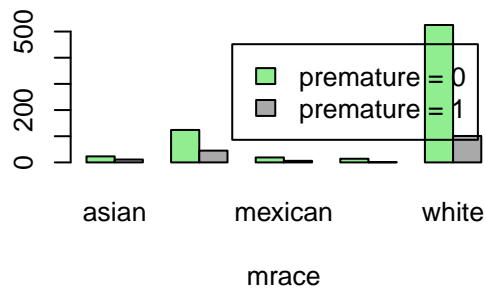 500
200
0
premature = 0
premature = 1
asian
mexican
white
mrace